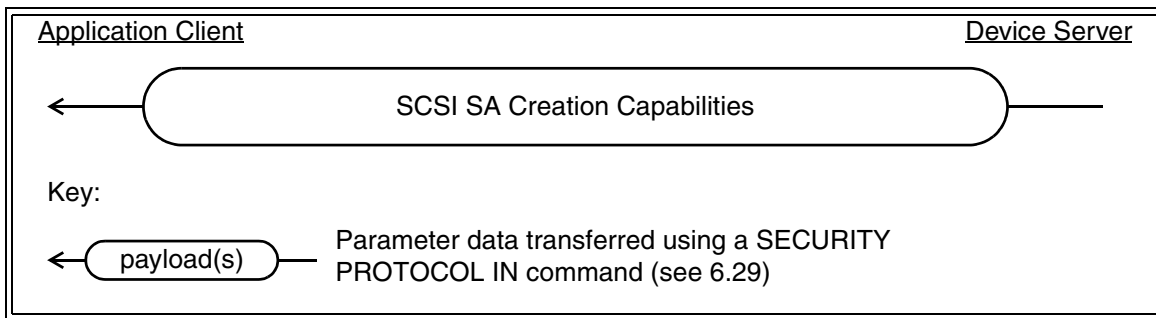 Application Client
Device Server
SCSI SA Creation Capabilities
Key:
payload(s)
Parameter data transferred using a SECURITY
PROTOCOL IN command (see 6.29)